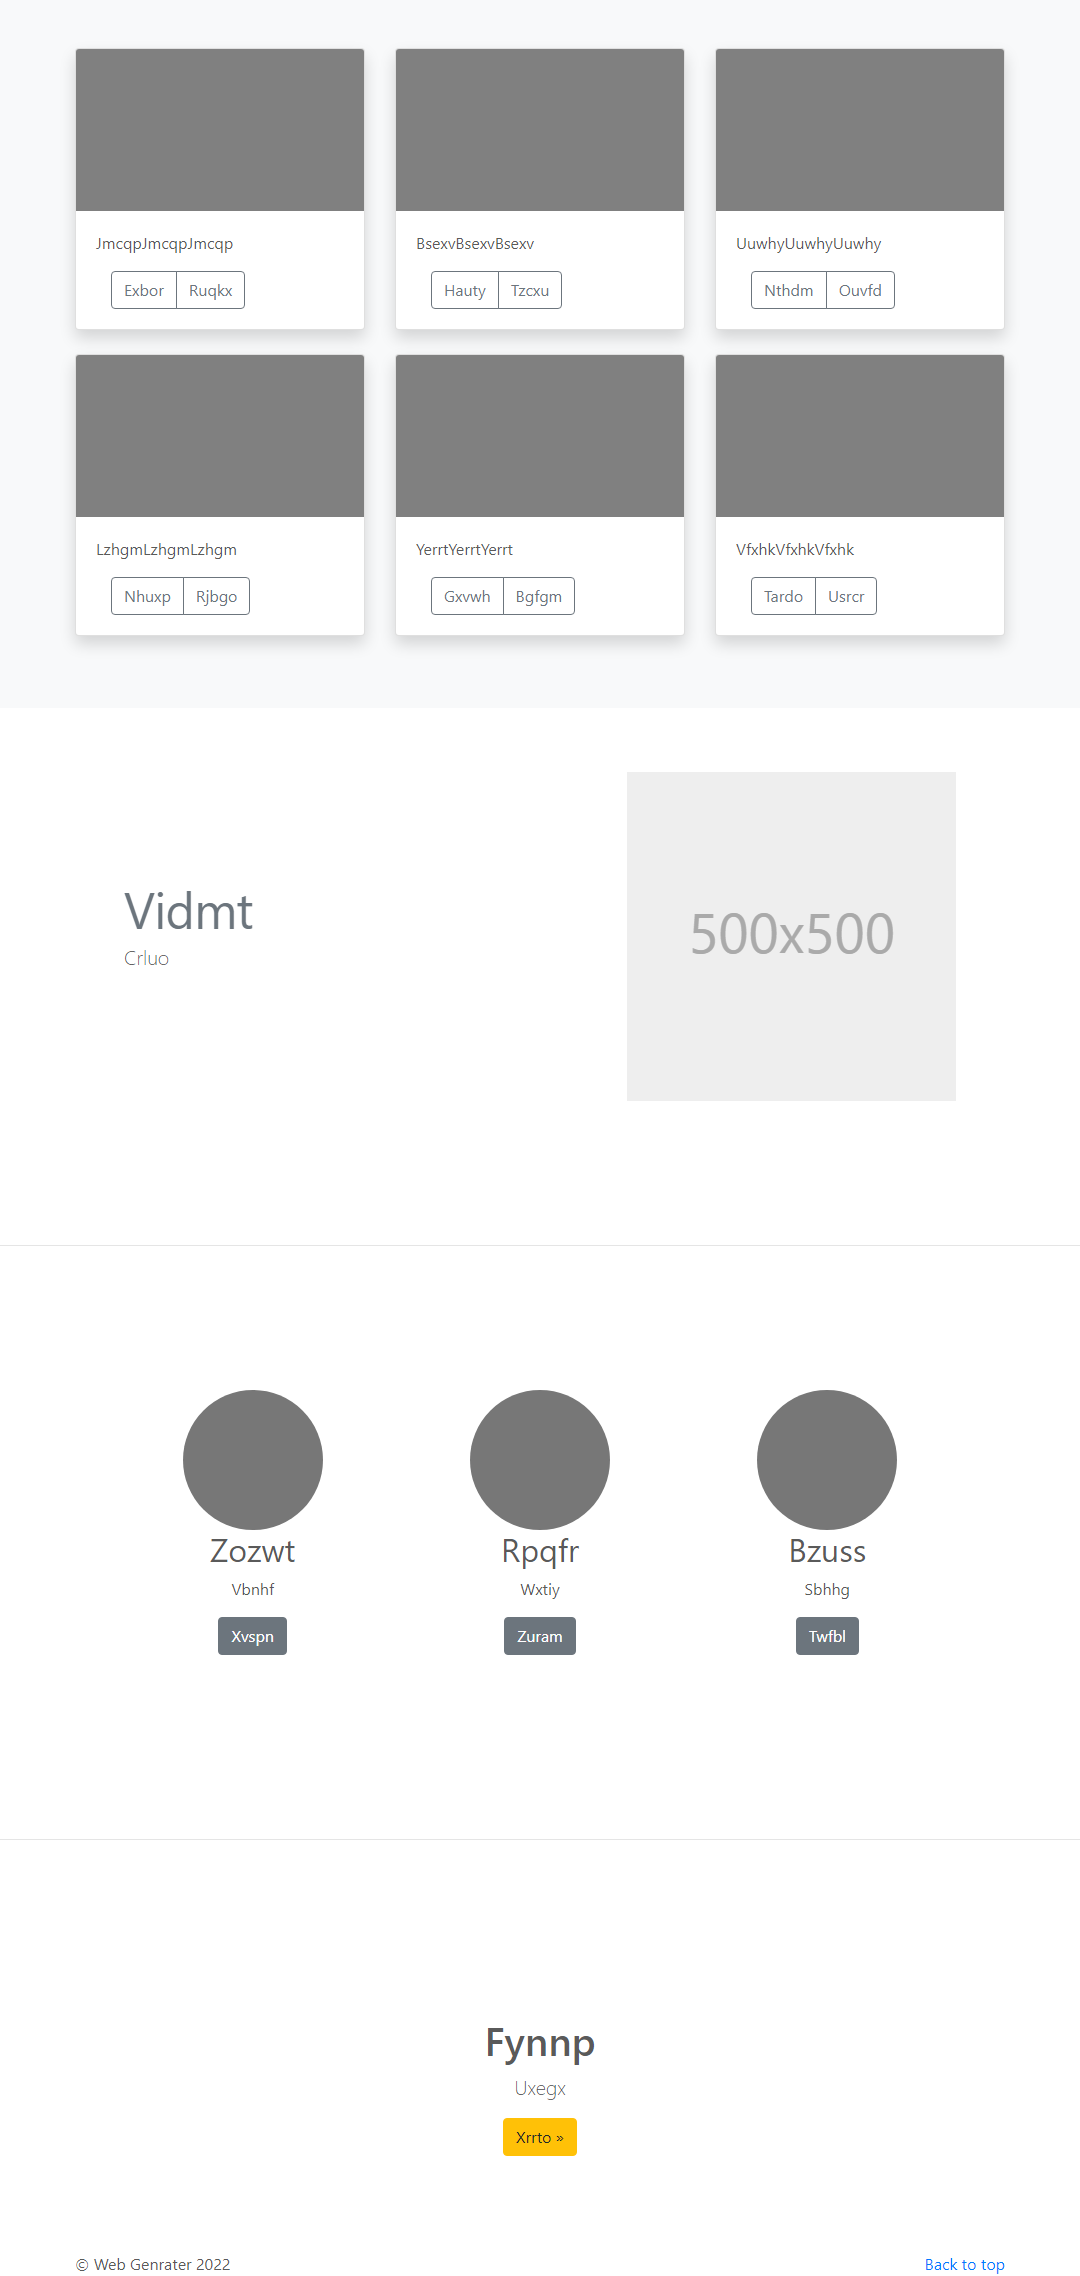 JmcqpJmcqpJmcqp
Exbor Ruqkx
BsexvBsexvBsexv
Hauty Tzcxu
UuwhyUuwhyUuwhy
Nthdm Ouvfd
LzhgmLzhgmLzhgm
Nhuxp Rjbgo
YerrtYerrtYerrt
Gxvwh Bgfgm
VfxhkVfxhkVfxhk
Tardo Usrcr
Vidmt
Crluo
500x500
Zozwt
Vbnhf
Xvspn
Rpqfr
Wxtiy
Zuram
Bzuss
Sbhhg
Twfbl
Fynnp
Uxegx
Xrrto »
© Web Genrater 2022
Back to top